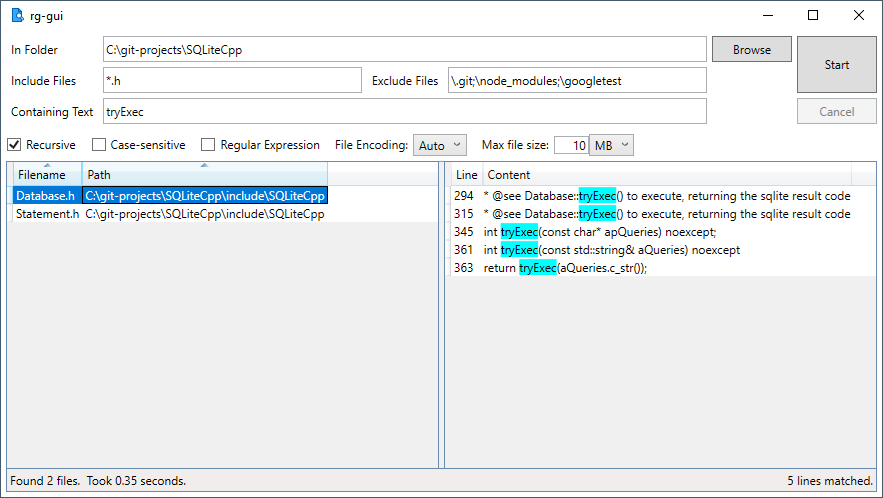 rg-gui
In Folder C:\git-projects\SQLiteCpp Browse Start
Include Files *.h Exclude Files \.git;\node_modules;\googletest
Containing Text tryExec Cancel
Recursive Case-sensitive Regular Expression File Encoding: Auto Max file size: 10 MB
Filename Path
Database.h C:\git-projects\SQLiteCpp\include\SQLiteCpp
Statement.h C:\git-projects\SQLiteCpp\include\SQLiteCpp
Line Content
294 * @see Database::tryExec() to execute, returning the sqlite result code
315 * @see Database::tryExec() to execute, returning the sqlite result code
345 int tryExec(const char* apQueries) noexcept;
361 int tryExec(const std::string& aQueries) noexcept
363 return tryExec(aQueries.c_str());
Found 2 files. Took 0.35 seconds. 5 lines matched.